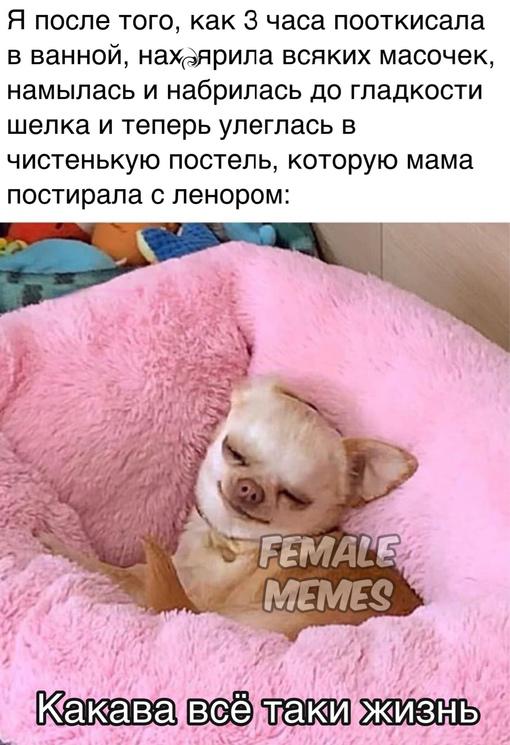 Я после того, как 3 часа пооткисала
в ванной, нах ярила всяких масочек,
намылась и набрилась до гладкости
шелка и теперь улеглась в
чистенькую постель, которую мама
постирала с ленором:
FEMALE
MEMES
Какава всё таки жизнь